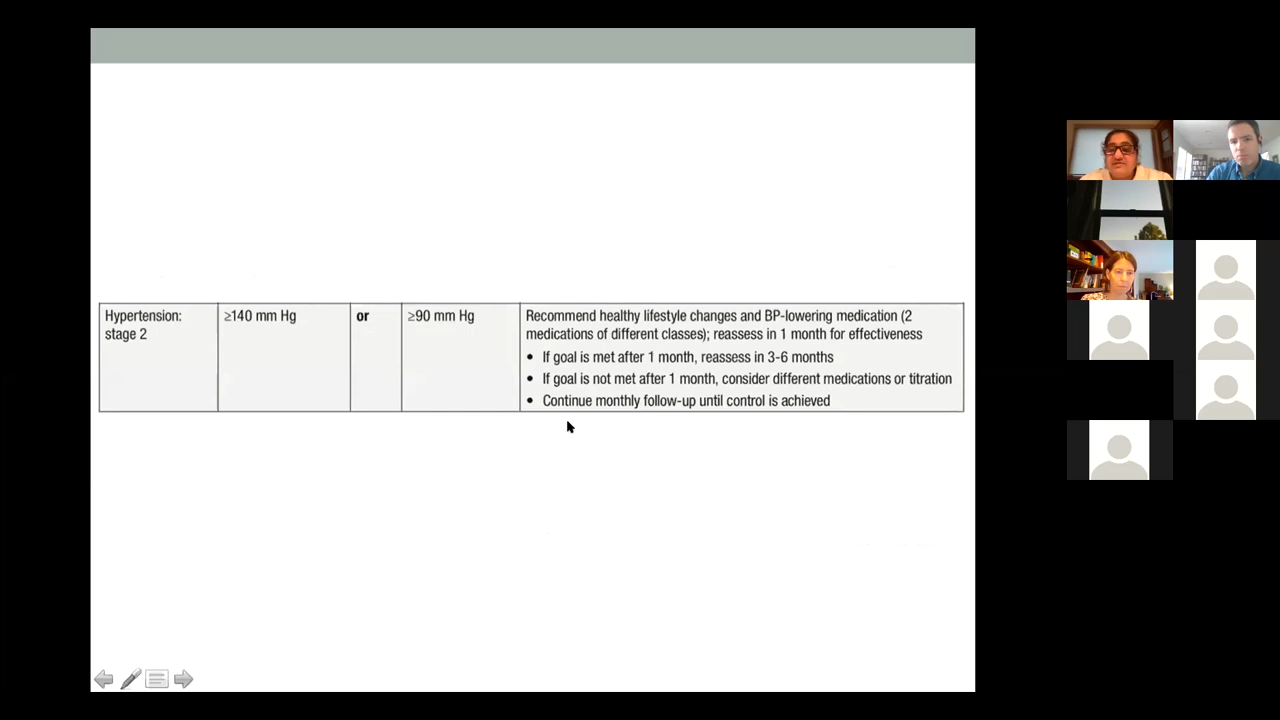 Hypertension: stage 2
≥140 mm Hg
or
≥90 mm Hg
Recommend healthy lifestyle changes and BP-lowering medication (2
medications of different classes); reassess in 1 month for effectiveness
• If goal is met after 1 month, reassess in 3-6 months
• If goal is not met after 1 month, consider different medications or titration
• Continue monthly follow-up until control is achieved